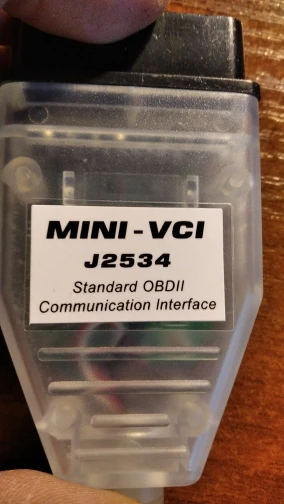 MINI-VCI
J2534
Standard OBDII
Communication Interface